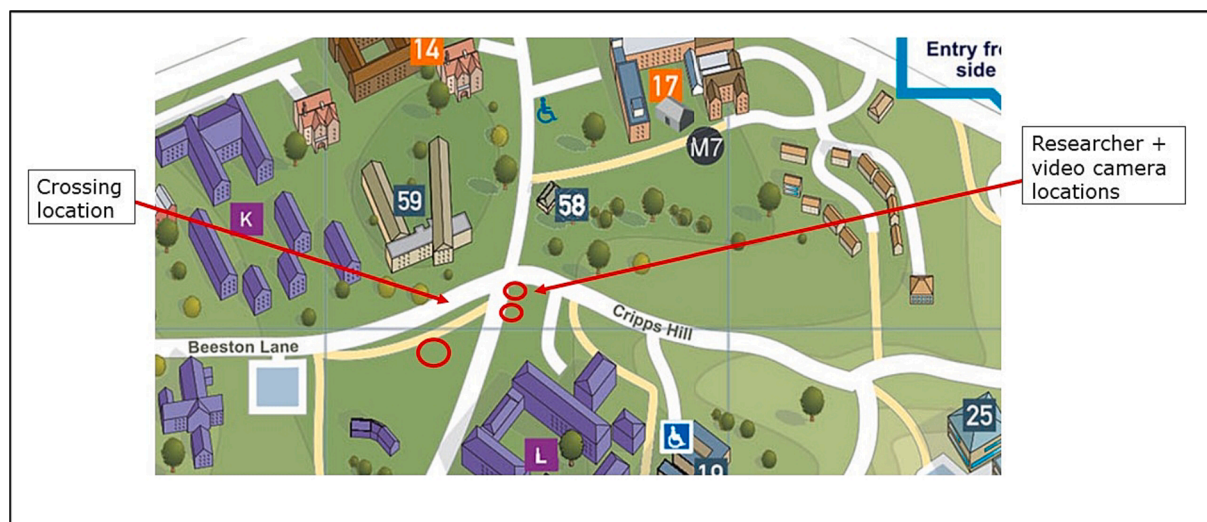 14
17
Entry fr
side
M7
Researcher +
video camera
locations
Crossing
location
59
58
K
Cripps Hill
Beeston Lane
25
L